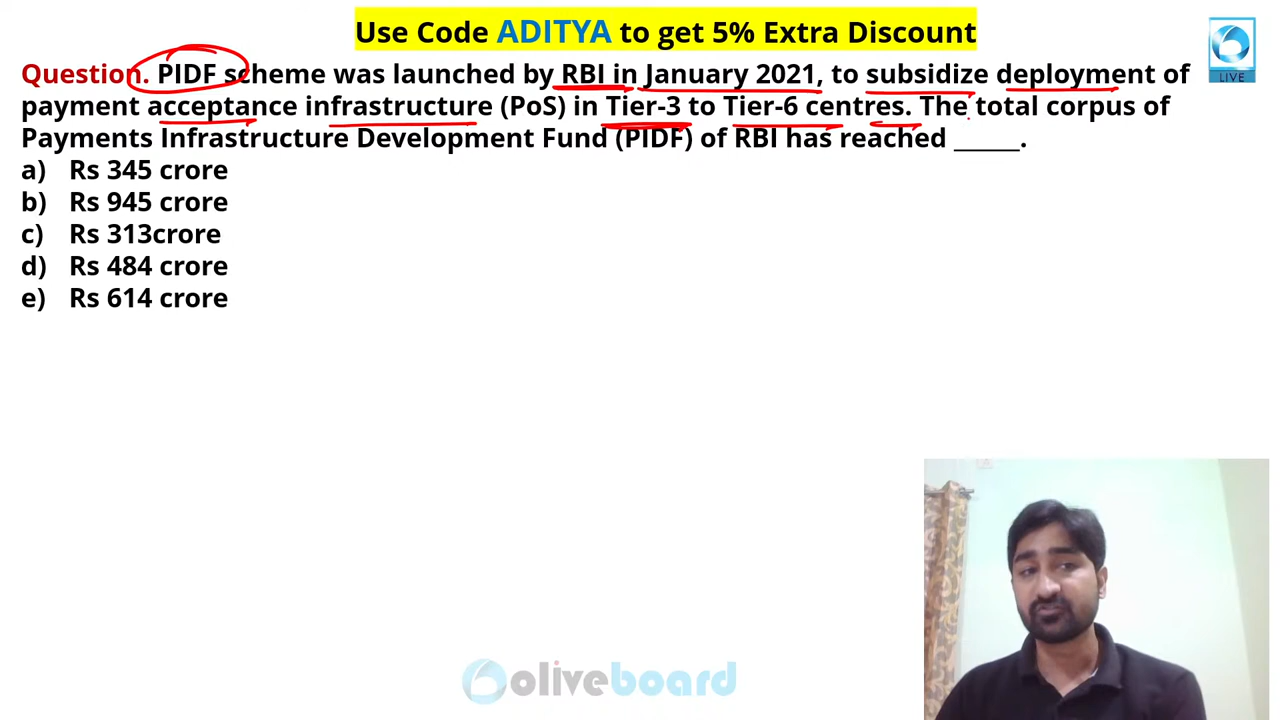 Use Code ADITYA to get 5% Extra Discount
LIVE
Question. PIDF scheme was launched by RBI in January 2021, to subsidize deployment of
payment acceptance infrastructure (PoS) in Tier-3 to Tier-6 centres. The total corpus of
Payments Infrastructure Development Fund (PIDF) of RBI has reached ______.
a) Rs 345 crore
b) Rs 945 crore
c) Rs 313crore
d) Rs 484 crore
e) Rs 614 crore
oliveboard